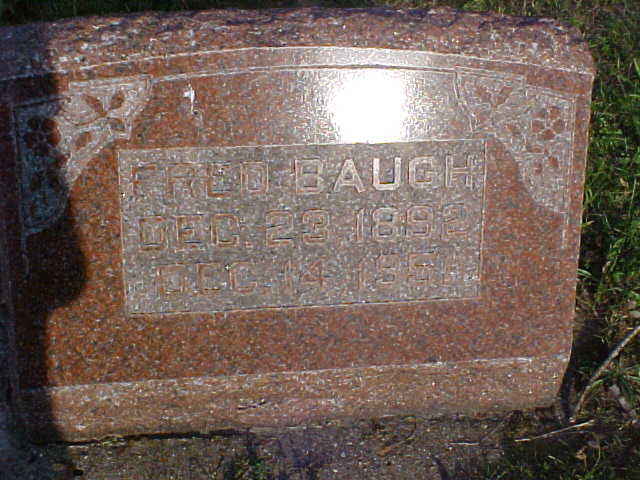 FRED BAUGH
DEC. 23 1892
DEC. 14